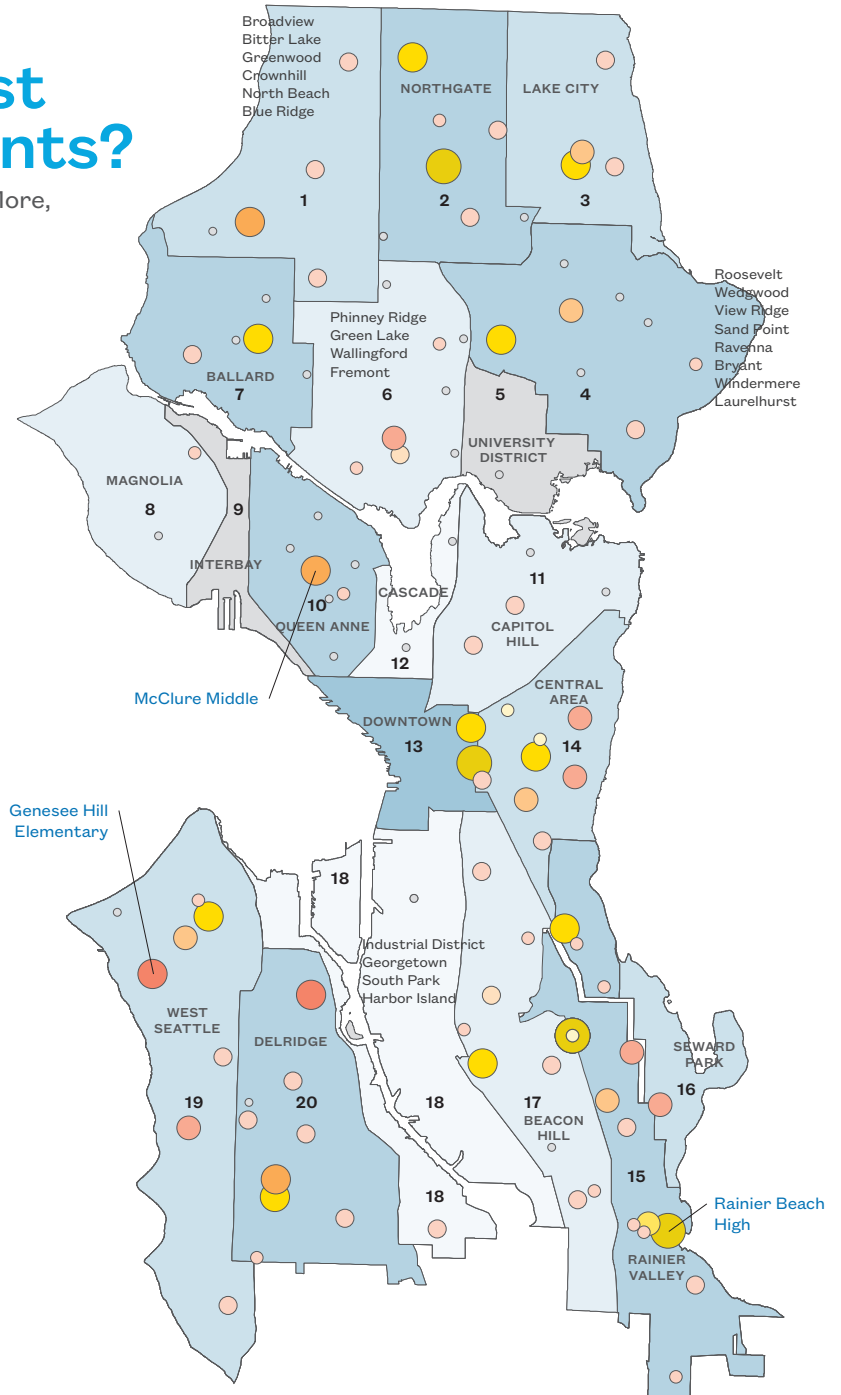 st
nts?
More,
Broadview
Bitter Lake
Greenwood
Crownhill
North Beach
Blue Ridge
NORTHGATE
LAKE CITY
1
2
3
Roosevelt
Wedgwood
View Ridge
Sand Point
Ravenna
Bryant
Windermere
Laurelhurst
Phinney Ridge
Green Lake
Wallingford
Fremont
BALLARD
7
6
5
4
UNIVERSITY
DISTRICT
MAGNOLIA
8
9
INTERBAY
10
QUEEN ANNE
CASCADE
12
11
CAPITOL
HILL
McClure Middle
CENTRAL
AREA
14
DOWNTOWN
13
Genesee Hill
Elementary
18
Industrial District
Georgetown
South Park
Harbor Island
WEST
SEATTLE
19
DELRIDGE
20
18
17
BEACON
HILL
SEWARD
PARK
16
15
18
Rainier Beach
High
RAINIER
VALLEY